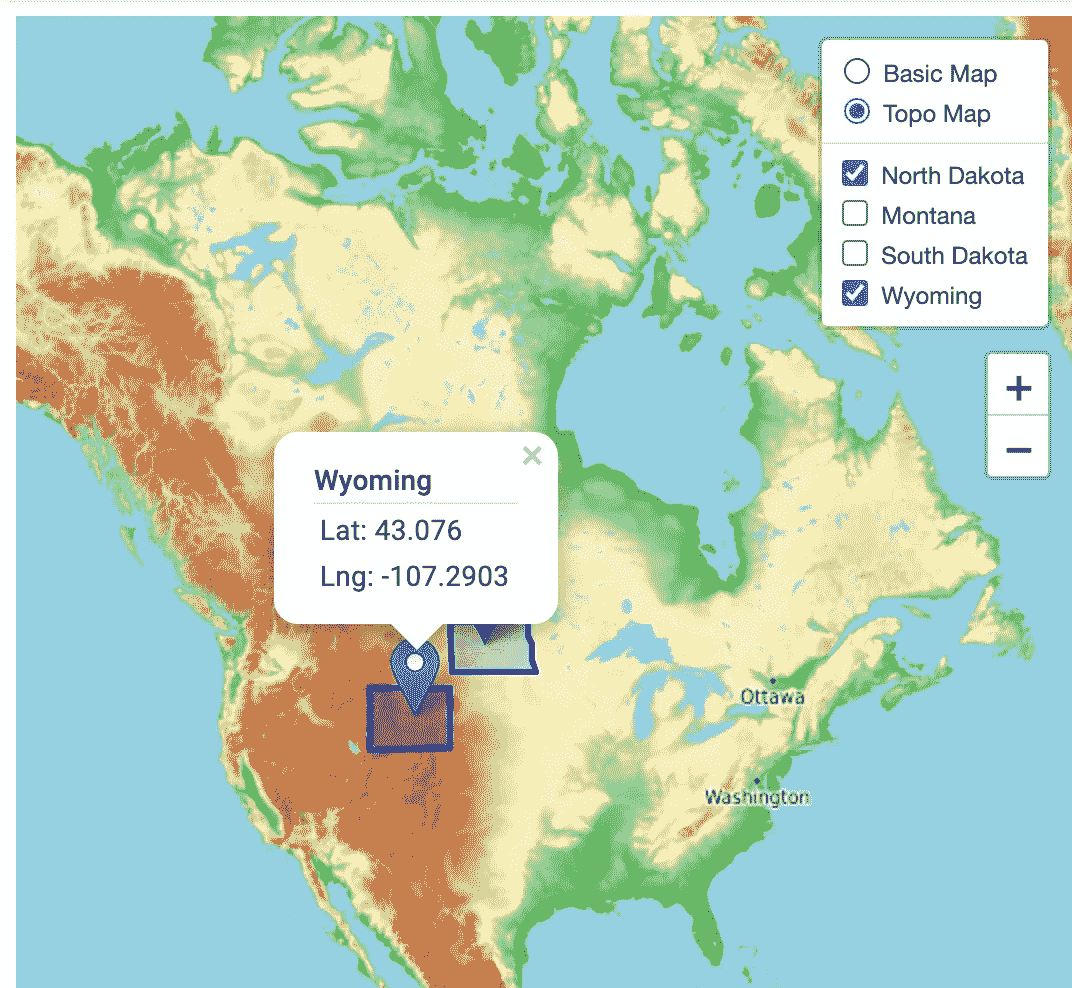 Basic Map
Topo Map
North Dakota
Montana
South Dakota
Wyoming
+
−
×
Wyoming
Lat: 43.076
Lng: -107.2903
Ottawa
Washington